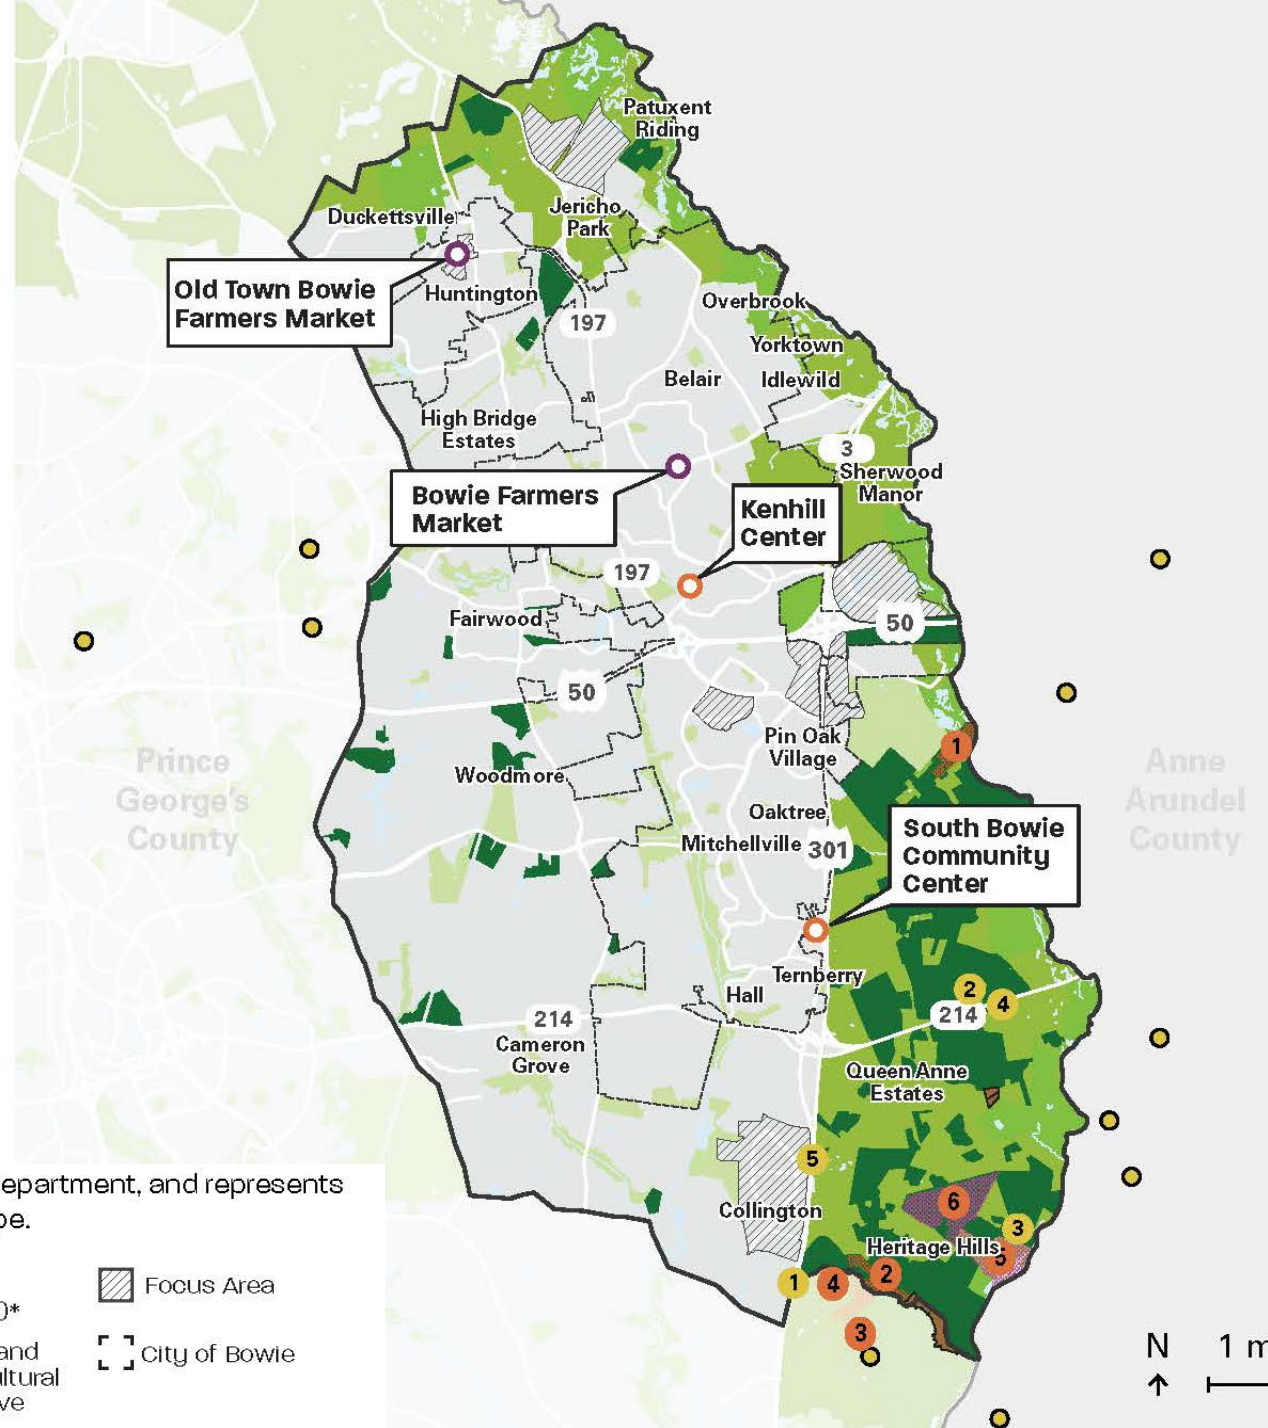 Patuxent
Riding
Duckettsville
Jericho
Park
Old Town Bowie
Farmers Market
Huntington
197
Overbrook
Yorktown
Belair
Idlewild
High Bridge
Estates
3
Sherwood
Manor
Bowie Farmers
Market
Kenhill
Center
197
Fairwood
50
50
Pin Oak
Village
1
Prince
George's
County
Woodmore
Anne
Arundel
County
Oaktree
Mitchellville
301
South Bowie
Community
Center
Ternberry
Hall
2
4
214
214
Cameron
Grove
Queen Anne
Estates
5
Collington
6
3
Heritage Hills
5
2
1
4
3
epartment, and represents
pe.
Focus Area
0*
and
ltural
ve
City of Bowie
N
1 m